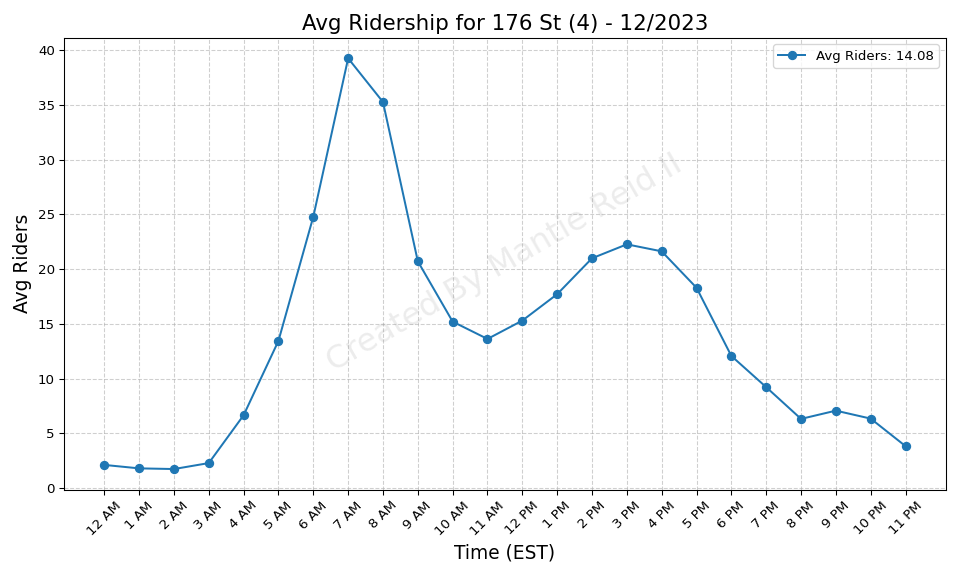 Avg Ridership for 176 St (4) - 12/2023
Avg Riders: 14.08
40
35
30
25
20
15
10
5
0
Avg Riders
Created By Mantle Reid II
12 AM
1 AM
2 AM
3 AM
4 AM
5 AM
6 AM
7 AM
8 AM
9 AM
10 AM
11 AM
12 PM
1 PM
2 PM
3 PM
4 PM
5 PM
6 PM
7 PM
8 PM
9 PM
10 PM
11 PM
Time (EST)